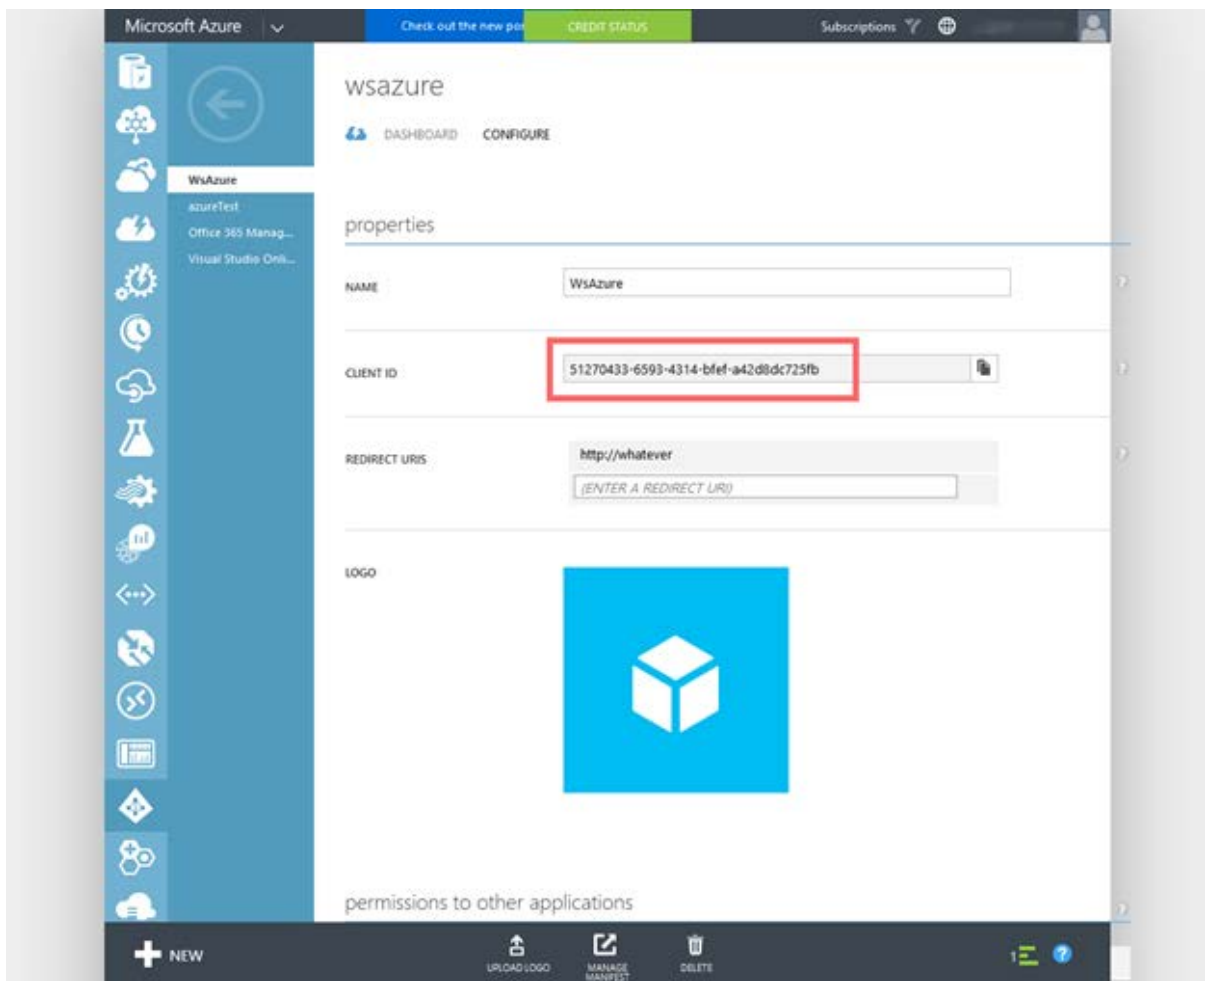 Microsoft Azure
Check out the new por
CREDIT STATUS
Subscriptions
wsazure
DASHBOARD
CONFIGURE
WsAzure
azureTest
Office 365 Manag...
Visual Studio Onli...
properties
NAME
WsAzure
CLIENT ID
51270433-6593-4314-bfef-a42d8dc725fb
REDIRECT URIS
http://whatever
(ENTER A REDIRECT URI)
LOGO
permissions to other applications
NEW
UPLOAD LOGO
MANAGE
MANIFEST
DELETE
1